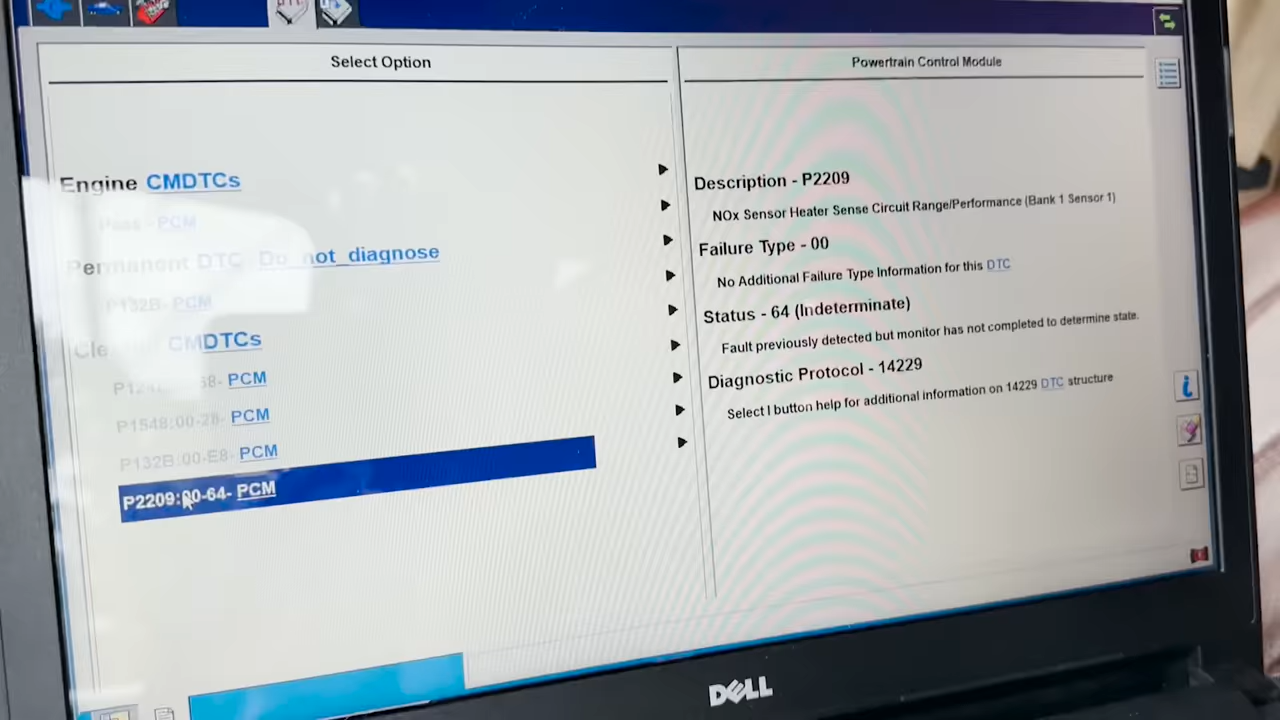 Select Option
Powertrain Control Module
Engine CMDTCs
Pass - PCM
Permanent DTC Do_not_diagnose
P132B- PCM
CMDTCs
PCM
P1548:00-28- PCM
P132B:00-E8- PCM
P2209:00-64- PCM
Description - P2209
NOx Sensor Heater Sense Circuit Range/Performance (Bank 1 Sensor 1)
Failure Type - 00
No Additional Failure Type Information for this DTC
Status - 64 (Indeterminate)
Fault previously detected but monitor has not completed to determine state.
Diagnostic Protocol - 14229
Select I button help for additional information on 14229 DTC structure
DELL